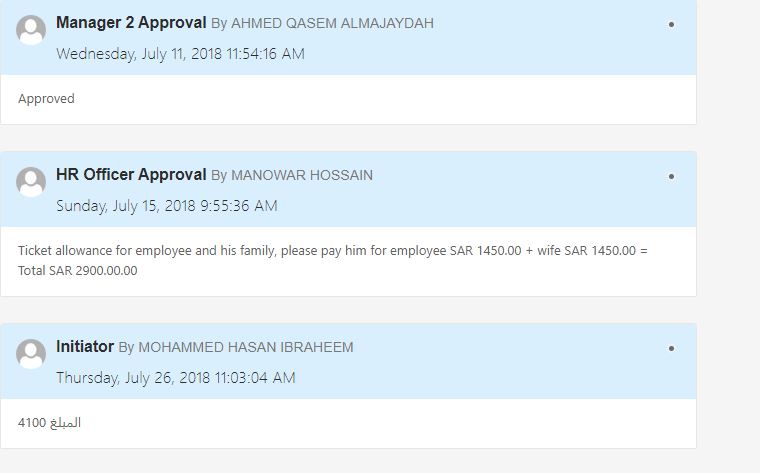 Manager 2 Approval By AHMED QASEM ALMAJAYDAH
Wednesday, July 11, 2018 11:54:16 AM
Approved
HR Officer Approval By MANOWAR HOSSAIN
Sunday, July 15, 2018 9:55:36 AM
Ticket allowance for employee and his family, please pay him for employee SAR 1450.00 + wife SAR 1450.00 =
Total SAR 2900.00.00
Initiator By MOHAMMED HASAN IBRAHEEM
Thursday, July 26, 2018 11:03:04 AM
المبلغ 4100